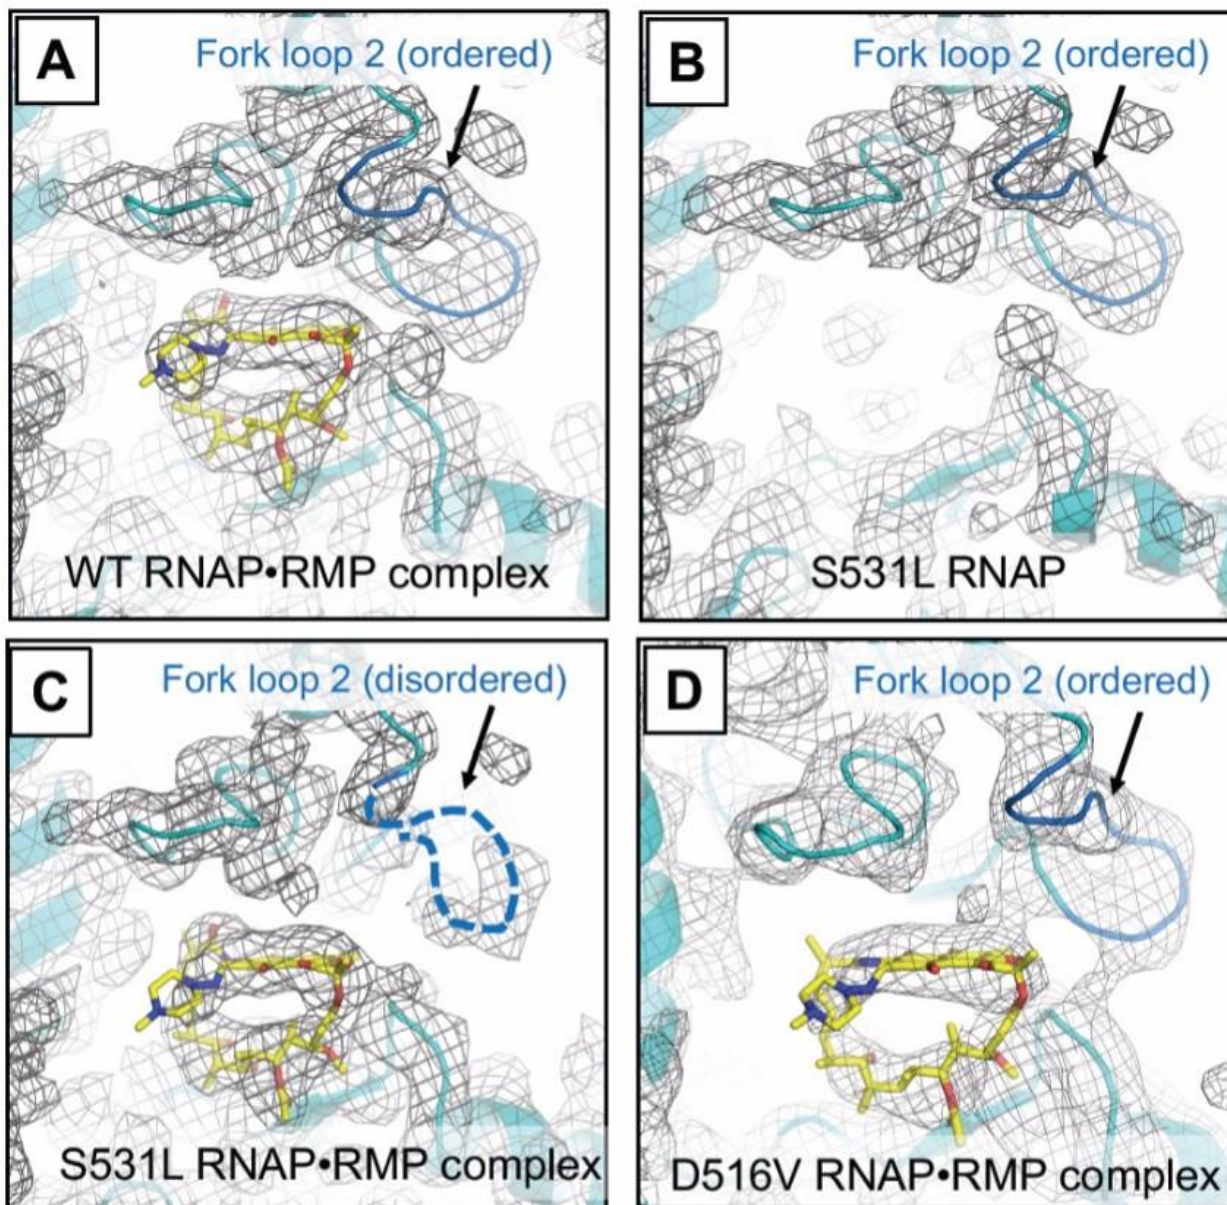 A
Fork loop 2 (ordered)
WT RNAP•RMP complex
B
Fork loop 2 (ordered)
S531L RNAP
C
Fork loop 2 (disordered)
S531L RNAP•RMP complex
D
Fork loop 2 (ordered)
D516V RNAP•RMP complex